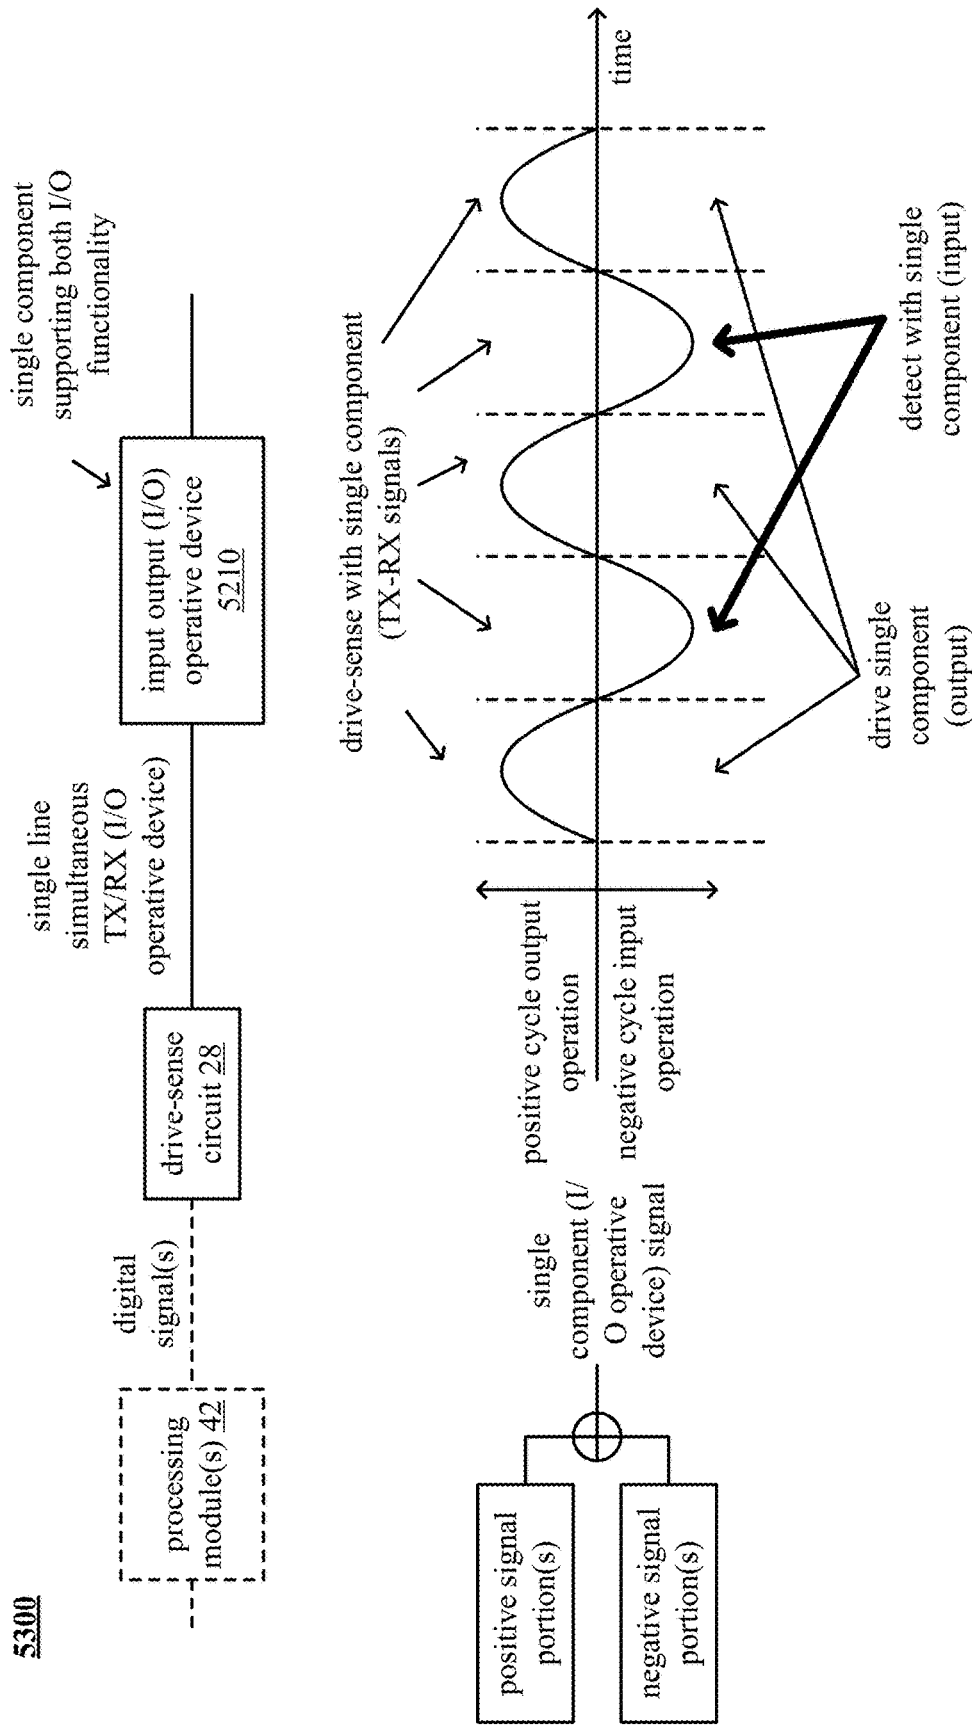 5300
processing
module(s) 42
digital
signal(s)
drive-sense
circuit 28
single line
simultaneous
TX/RX (I/O
operative device)
input output (I/O)
operative device
5210
single component
supporting both I/O
functionality
positive signal
portion(s)
negative signal
portion(s)
single
component (I/
O operative
device) signal
positive cycle output
operation
negative cycle input
operation
drive-sense with single component
(TX-RX signals)
time
drive single
component
(output)
detect with single
component (input)